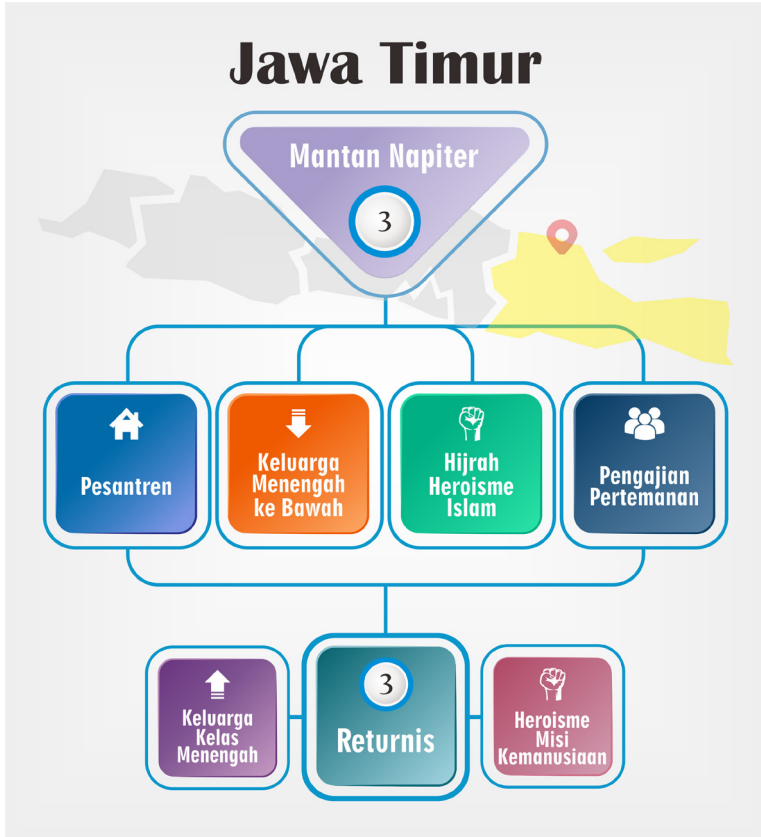 Jawa Timur
Mantan Napiter
3
Pesantren
Keluarga
Menengah
ke Bawah
Hijrah
Heroisme
Islam
Pengajian
Pertemanan
Keluarga
Kelas
Menengah
3
Returnis
Heroisme
Misi
Kemanusiaan